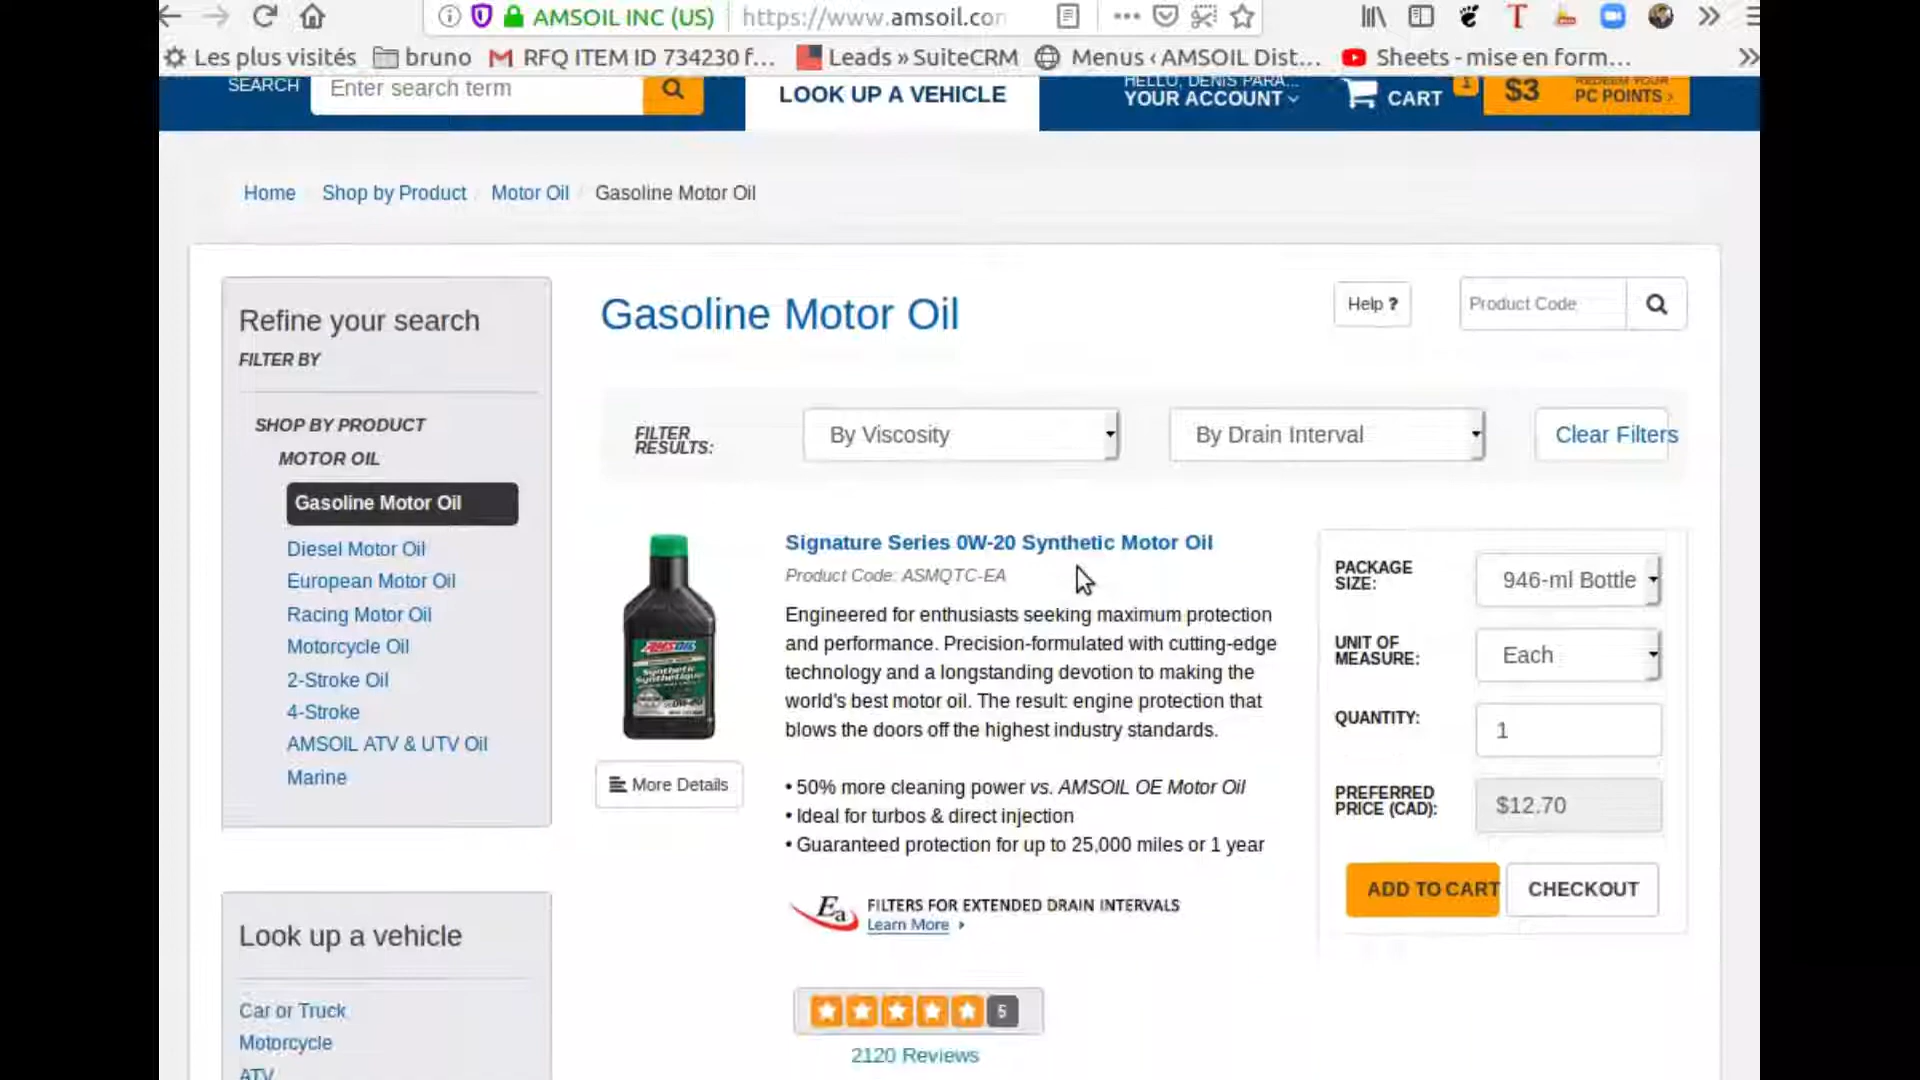 AMSOIL INC (US)
https://www.amsoil.con
Les plus visités
bruno
RFQ ITEM ID 734230 f...
Leads » SuiteCRM
Menus ‹ AMSOIL Dist...
Sheets - mise en form...
SEARCH
Enter search term
LOOK UP A VEHICLE
HELLO, DENIS PARA...
YOUR ACCOUNT
CART
1
$3
REDEEM YOUR
PC POINTS ›
Home
Shop by Product
Motor Oil
Gasoline Motor Oil
Refine your search
FILTER BY
SHOP BY PRODUCT
MOTOR OIL
Gasoline Motor Oil
Diesel Motor Oil
European Motor Oil
Racing Motor Oil
Motorcycle Oil
2-Stroke Oil
4-Stroke
AMSOIL ATV & UTV Oil
Marine
Look up a vehicle
Car or Truck
Motorcycle
ATV
Gasoline Motor Oil
Help ?
Product Code
FILTER
RESULTS:
By Viscosity
By Drain Interval
Clear Filters
AMSOIL
Synthetic
Synthétique
0W-20
More Details
Signature Series 0W-20 Synthetic Motor Oil
Product Code: ASMQTC-EA
Engineered for enthusiasts seeking maximum protection
and performance. Precision-formulated with cutting-edge
technology and a longstanding devotion to making the
world's best motor oil. The result: engine protection that
blows the doors off the highest industry standards.
• 50% more cleaning power vs. AMSOIL OE Motor Oil
• Ideal for turbos & direct injection
• Guaranteed protection for up to 25,000 miles or 1 year
Ea
FILTERS FOR EXTENDED DRAIN INTERVALS
Learn More ›
5
2120 Reviews
PACKAGE
SIZE:
946-ml Bottle
UNIT OF
MEASURE:
Each
QUANTITY:
1
PREFERRED
PRICE (CAD):
$12.70
ADD TO CART
CHECKOUT